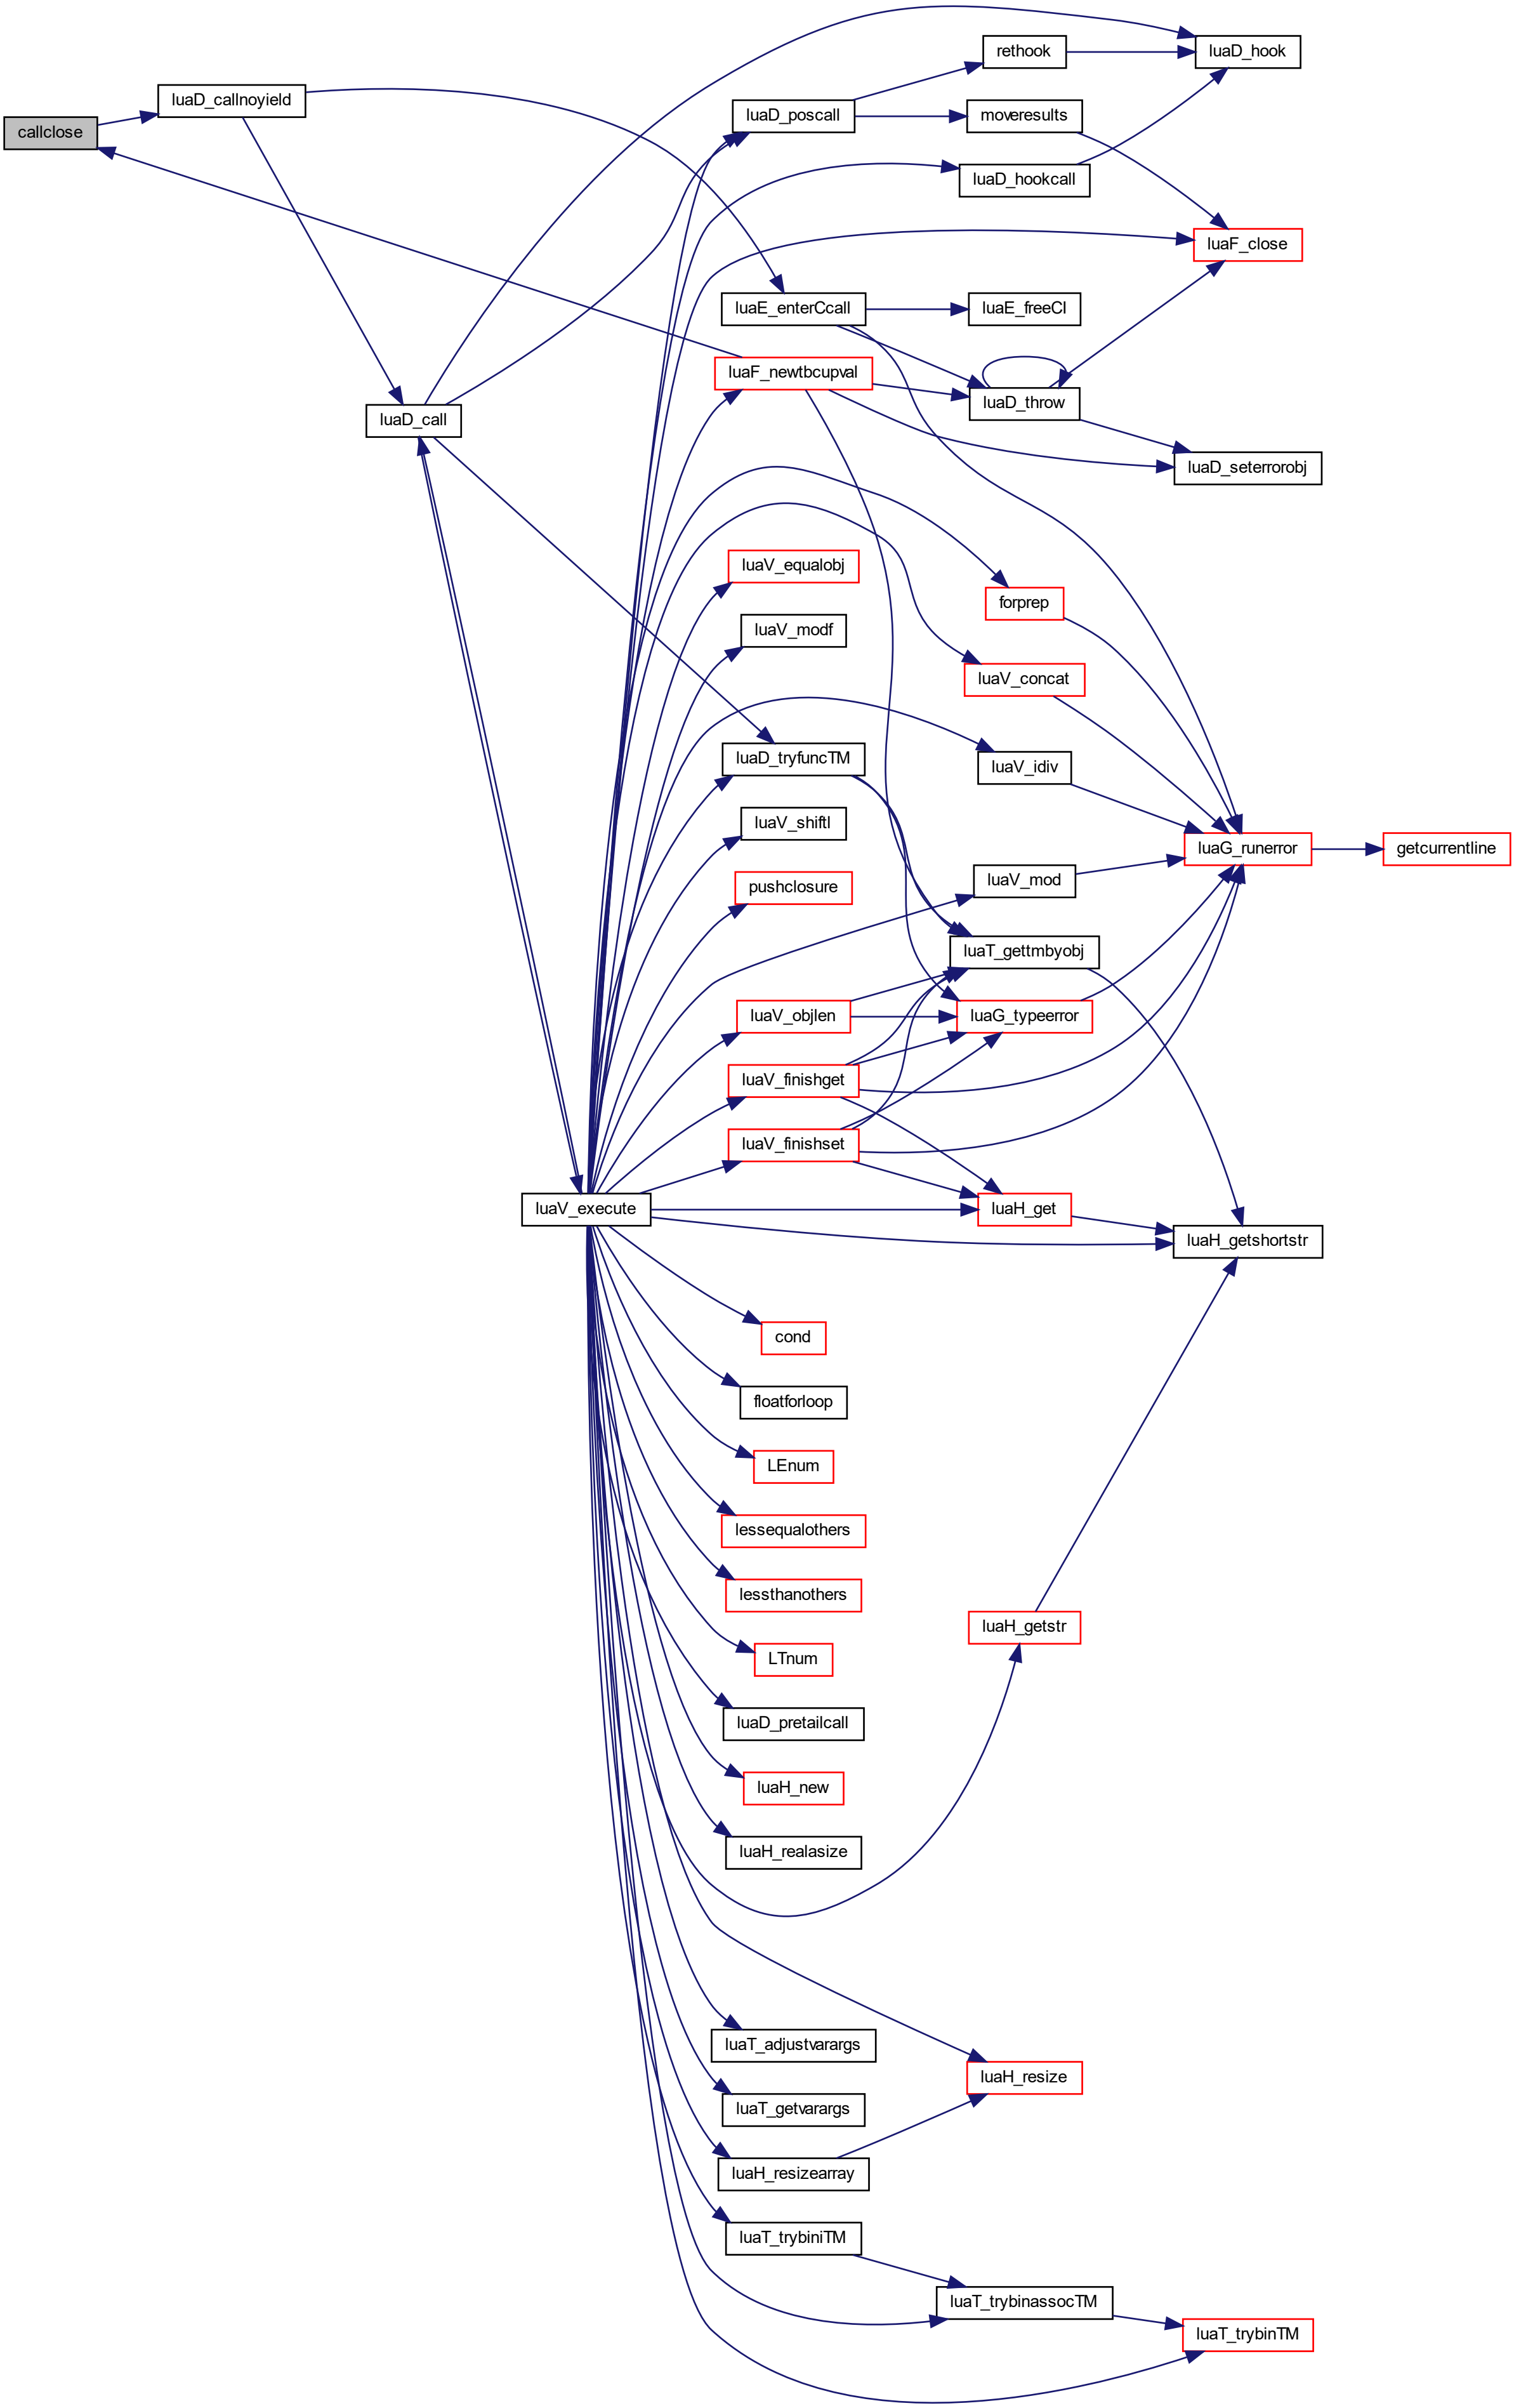 rethook
luaD_hook
luaD_callnoyield
luaD_poscall
moveresults
callclose
luaD_hookcall
luaF_close
luaE_enterCcall
luaE_freeCI
luaF_newtbcupval
luaD_throw
luaD_call
luaD_seterrorobj
luaV_equalobj
forprep
luaV_modf
luaV_concat
luaD_tryfuncTM
luaV_idiv
luaV_shiftl
luaG_runerror
getcurrentline
pushclosure
luaV_mod
luaT_gettmbyobj
luaV_objlen
luaG_typeerror
luaV_finishget
luaV_finishset
luaV_execute
luaH_get
luaH_getshortstr
cond
floatforloop
LEnum
lessequalothers
lessthanothers
luaH_getstr
LTnum
luaD_pretailcall
luaH_new
luaH_realasize
luaT_adjustvarargs
luaH_resize
luaT_getvarargs
luaH_resizearray
luaT_trybiniTM
luaT_trybinassocTM
luaT_trybinTM